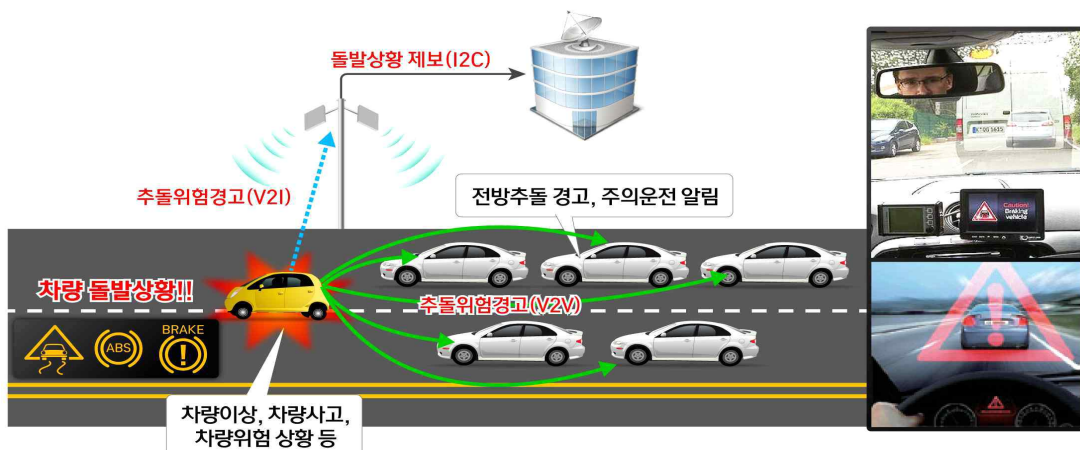 돌발상황 제보(I2C)
추돌위험경고(V2I)
전방추돌 경고, 주의운전 알림
차량 돌발상황!!
추돌위험경고(V2V)
ABS
BRAKE
차량이상, 차량사고,
차량위험 상황 등
Caution!
Braking
vehicle